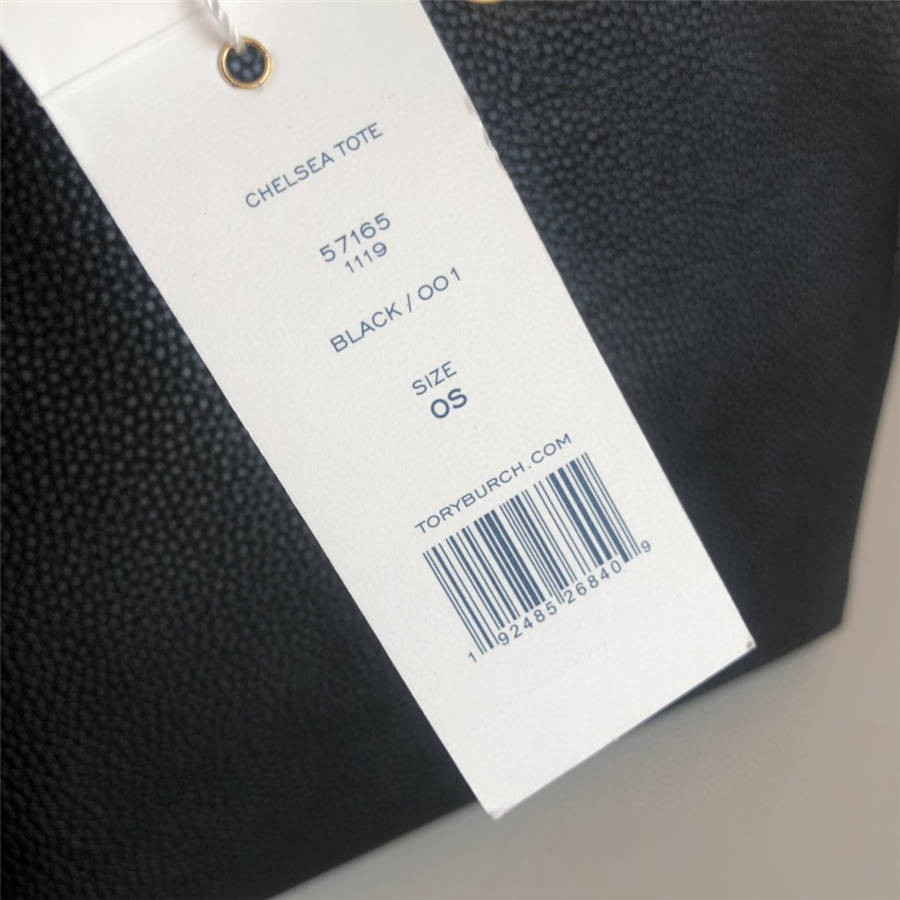 CHELSEA TOTE
57165
1119
BLACK / 001
SIZE
OS
TORYBURCH.COM
1 92485 26840 9